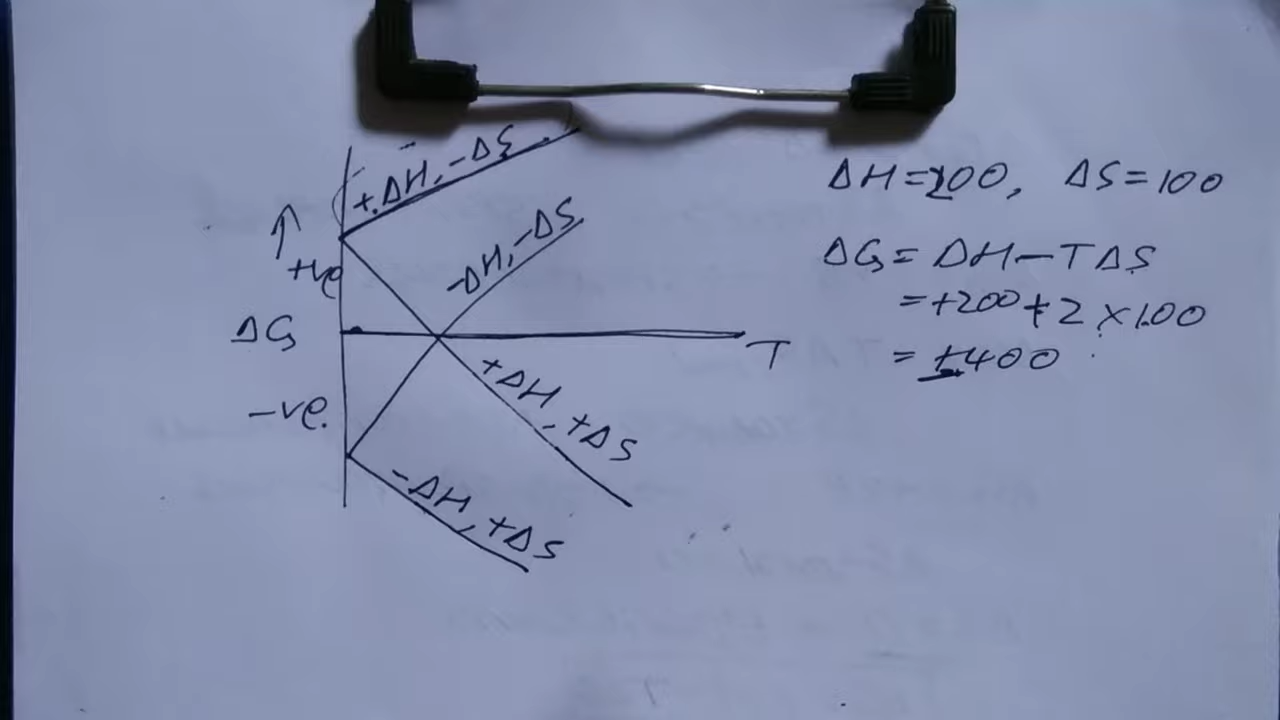 +ΔH, -ΔS
-ΔH, -ΔS
↑
+ve
ΔG
T
-ve.
+ΔH, +ΔS
-ΔH, +ΔS
ΔH=200, ΔS=100
ΔG= ΔH-TΔS
=+200+2×100
= +400